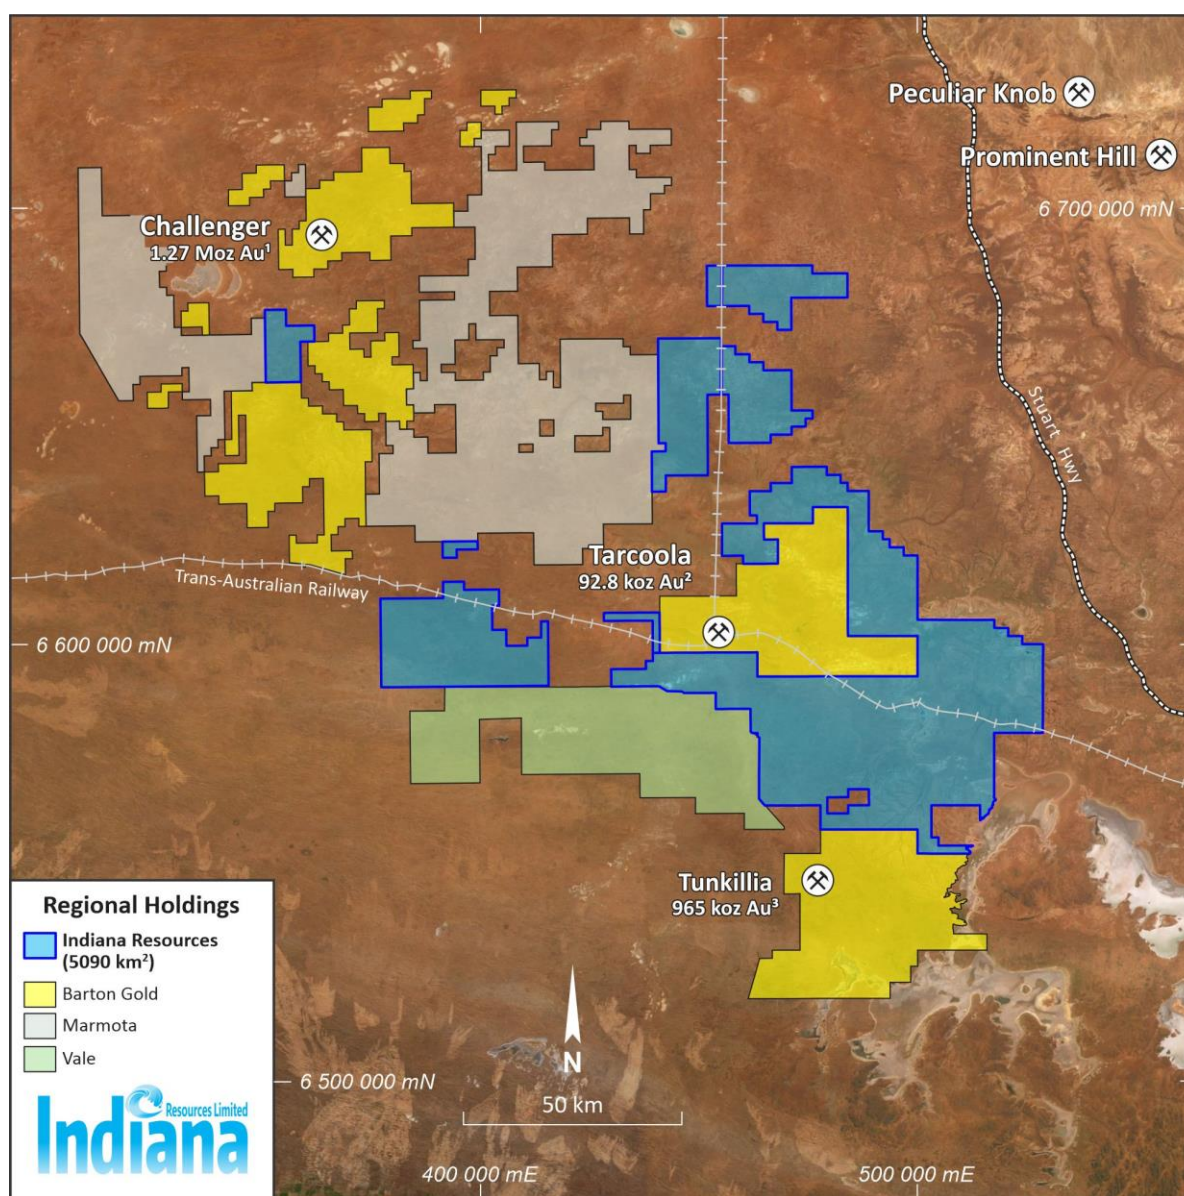 Peculiar Knob
Prominent Hill
6 700 000 mN
Challenger
1.27 Moz Au¹
Stuart Hwy
Tarcoola
92.8 koz Au²
Trans-Australian Railway
6 600 000 mN
Tunkillia
965 koz Au³
Regional Holdings
Indiana Resources
(5090 km²)
Barton Gold
Marmota
Vale
N
6 500 000 mN
50 km
Resources Limited
Indiana
400 000 mE
500 000 mE